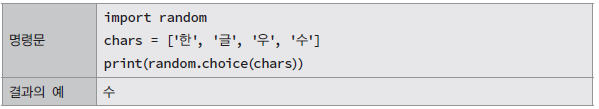 명령문
import random
chars = ['한', '글', '우', '수']
print(random.choice(chars))
결과의 예
수